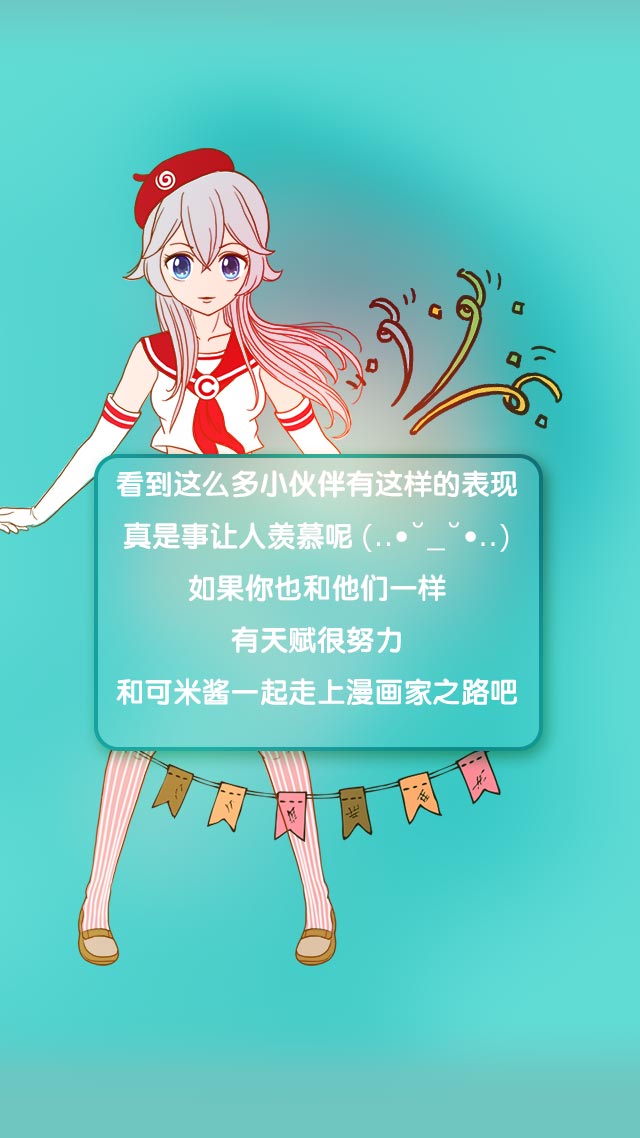 看到这么多小伙伴有这样的表现
真是事让人羡慕呢 (..•˘_˘•..)
如果你也和他们一样
有天赋很努力
和可米酱一起走上漫画家之路吧
C